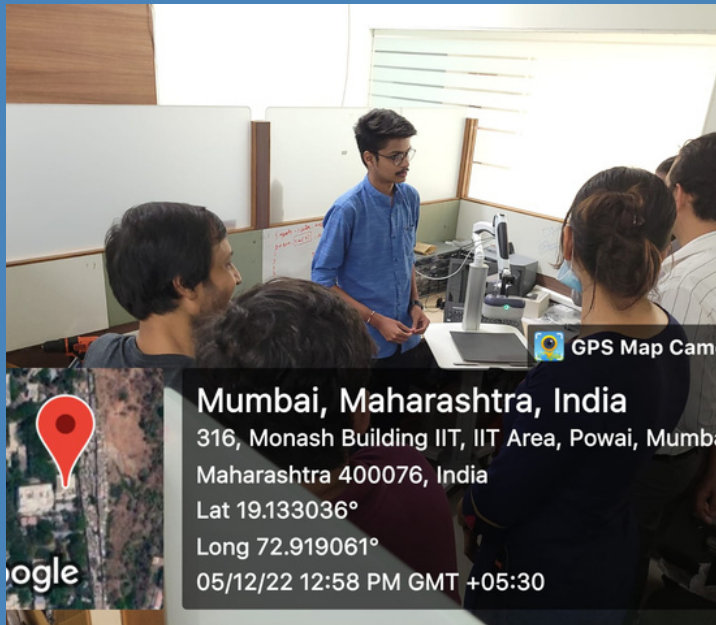 GPS Map Came
Mumbai, Maharashtra, India
316, Monash Building IIT, IIT Area, Powai, Mumba
Maharashtra 400076, India
Lat 19.133036°
Long 72.919061°
05/12/22 12:58 PM GMT +05:30
oogle